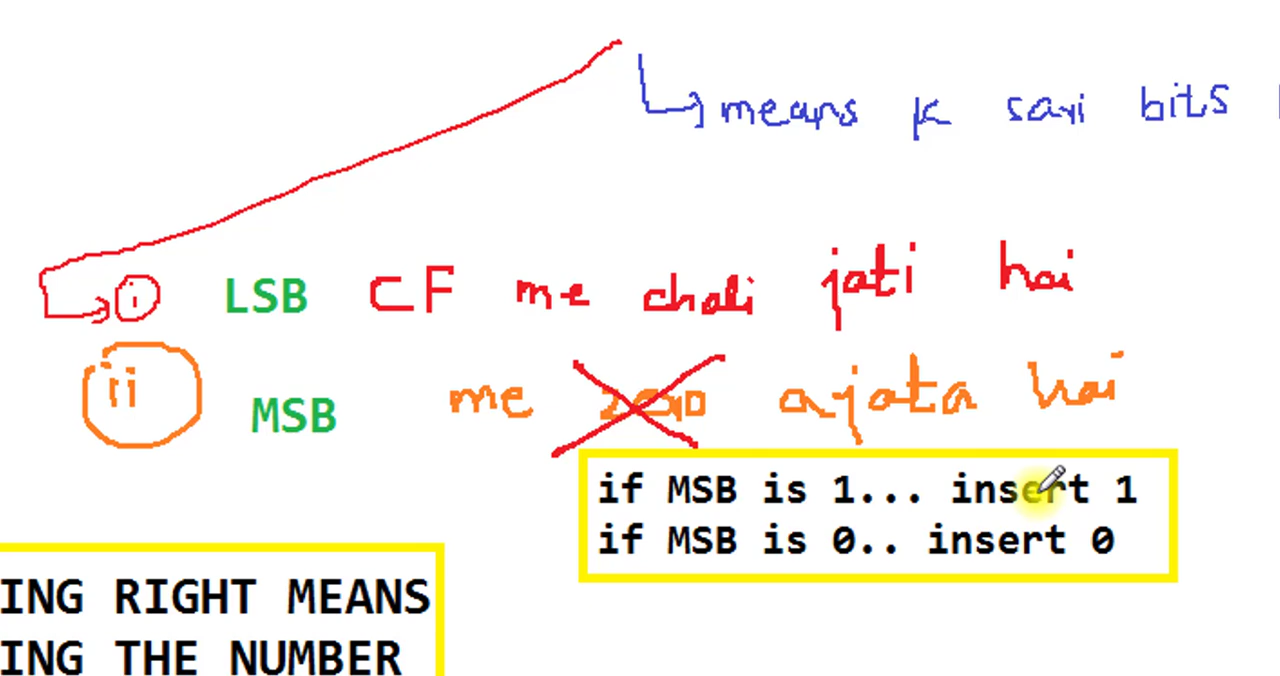 means k sari bits
i LSB CF me chali jati hai
ii MSB me zero ajata hai
if MSB is 1... insert 1
if MSB is 0.. insert 0
ING RIGHT MEANS
ING THE NUMBER